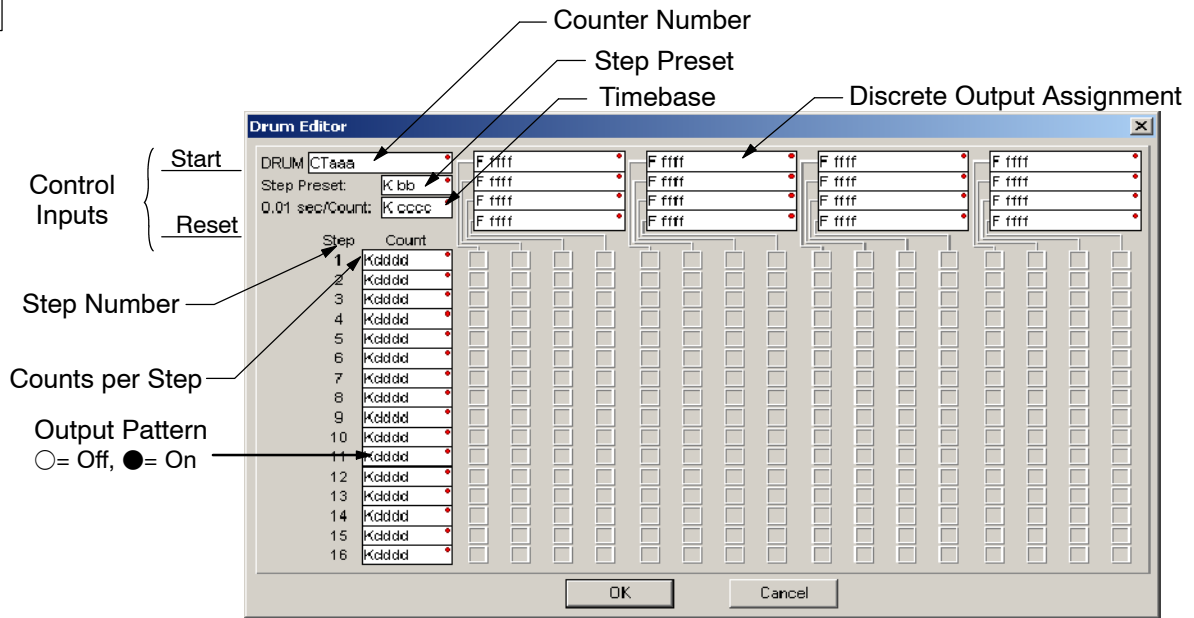 Counter Number
Step Preset
Timebase
Discrete Output Assignment
Drum Editor
Control
Inputs
Start
Reset
DRUM CTaaa
Step Preset: K bb
0.01 sec/Count: K cccc
F ffff F ffff F ffff F ffff
F ffff F ffff F ffff F ffff
F ffff F ffff F ffff F ffff
F ffff F ffff F ffff F ffff
Step Count
1 Kdddd
2 Kdddd
3 Kdddd
4 Kdddd
5 Kdddd
6 Kdddd
7 Kdddd
8 Kdddd
9 Kdddd
10 Kdddd
11 Kdddd
12 Kdddd
13 Kdddd
14 Kdddd
15 Kdddd
16 Kdddd
Step Number
Counts per Step
Output Pattern
○= Off, ●= On
OK Cancel